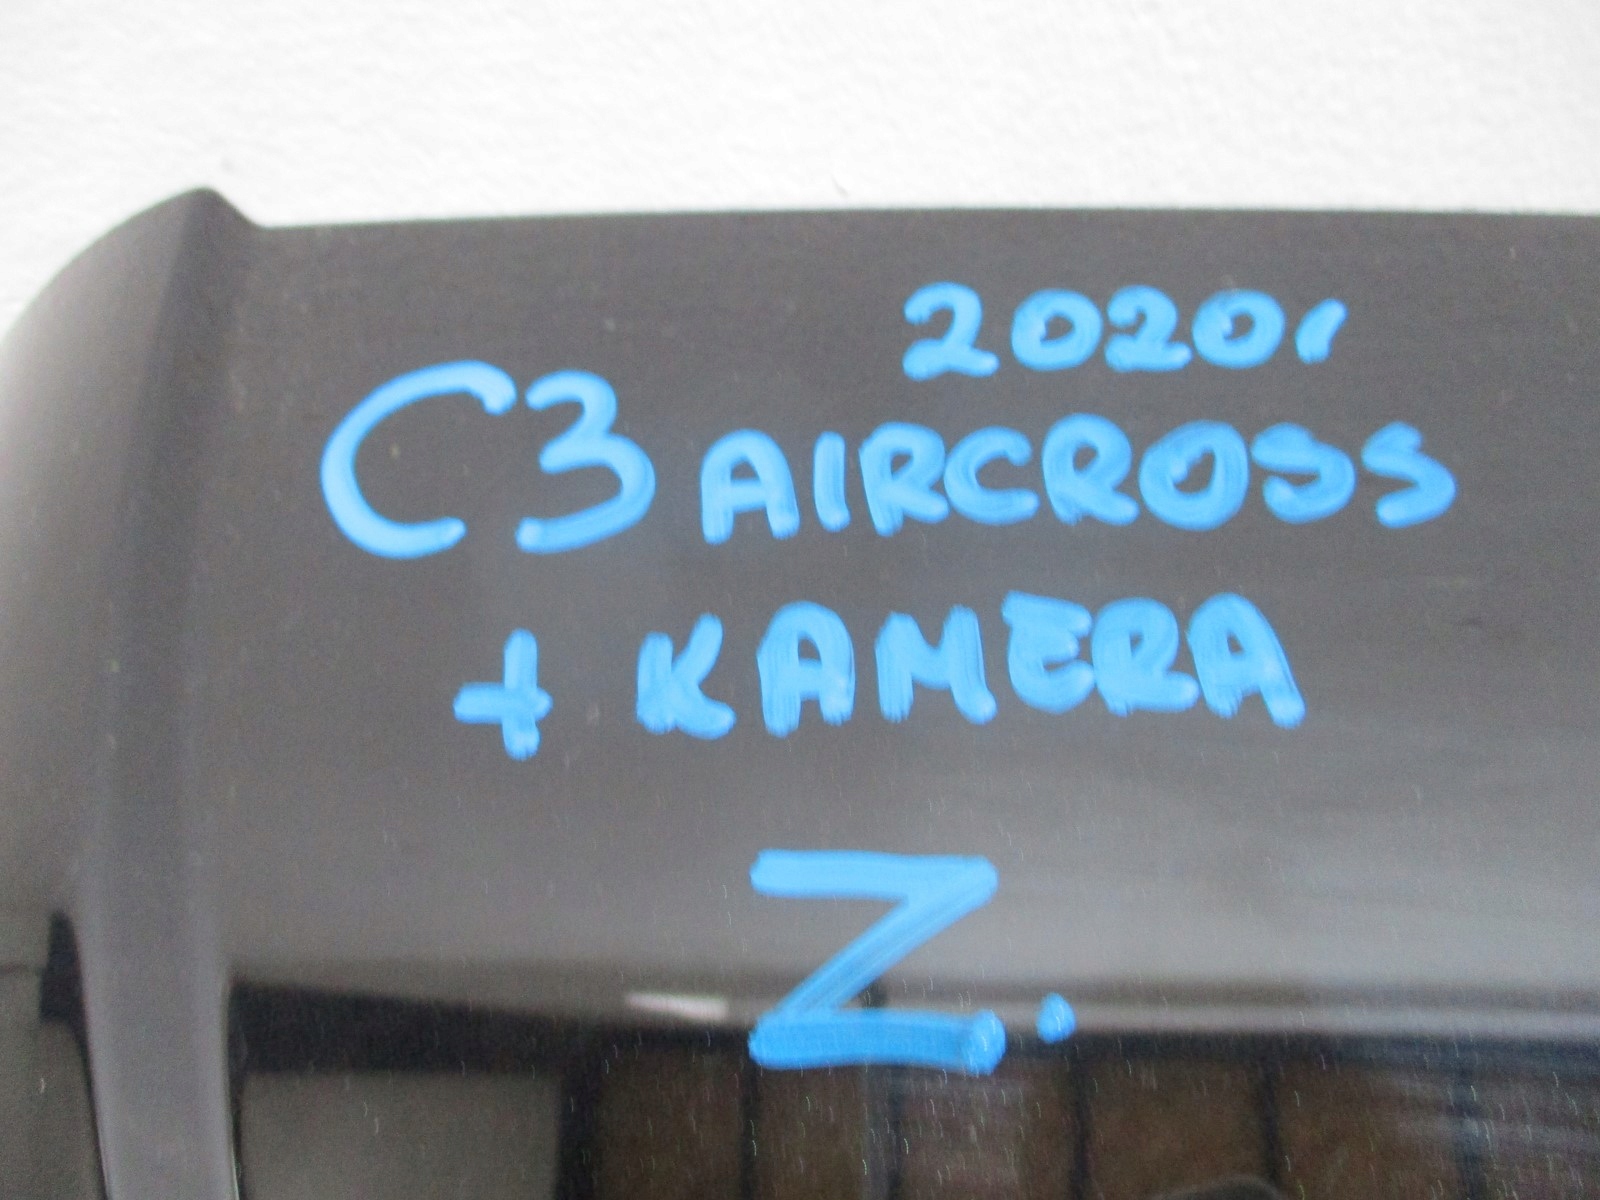 2020r
C3 AIRCROSS
+ KAMERA
Z.